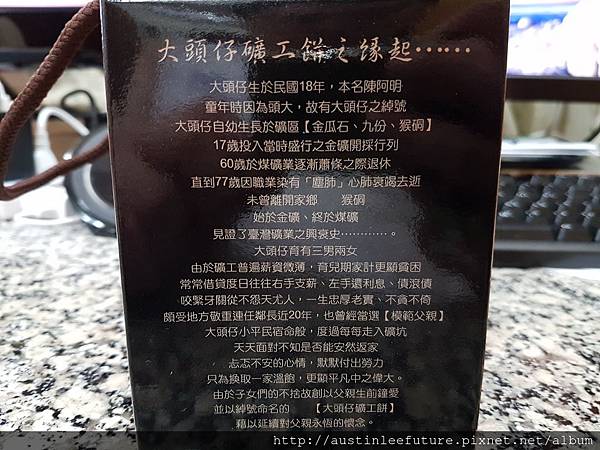 大頭仔礦工餅之緣起⋯⋯
大頭仔生於民國18年，本名陳阿明
童年時因為頭大，故有大頭仔之綽號
大頭仔自幼生長於礦區【金瓜石、九份、猴硐】
17歲投入當時盛行之金礦開採行列
60歲於煤礦業逐漸蕭條之際退休
直到77歲因職業染有「塵肺」心肺衰竭去逝
未曾離開家鄉　猴硐
始於金礦、終於煤礦
見證了臺灣礦業之興衰史⋯⋯⋯⋯。
大頭仔育有三男兩女
由於礦工普遍薪資微薄，育兒期家計更顯貧困
常常借貸度日往往右手支薪、左手還利息、債滾債
咬緊牙關從不怨天尤人，一生忠厚老實、不貪不倚
頗受地方敬重連任鄰長近20年，也曾當選【模範父親】
大頭仔小平民宿命般，度過每每走入礦坑
天天面對不知是否能安然返家
忐忑不安的心情，默默付出勞力
只為換取一家溫飽，更顯平凡中之偉大。
由於子女們的不捨故創以父親生前鐘愛
並以綽號命名的　【大頭仔礦工餅】
藉以延續對父親永恆的懷念。
http://austinleefuture.pixnet.net/album